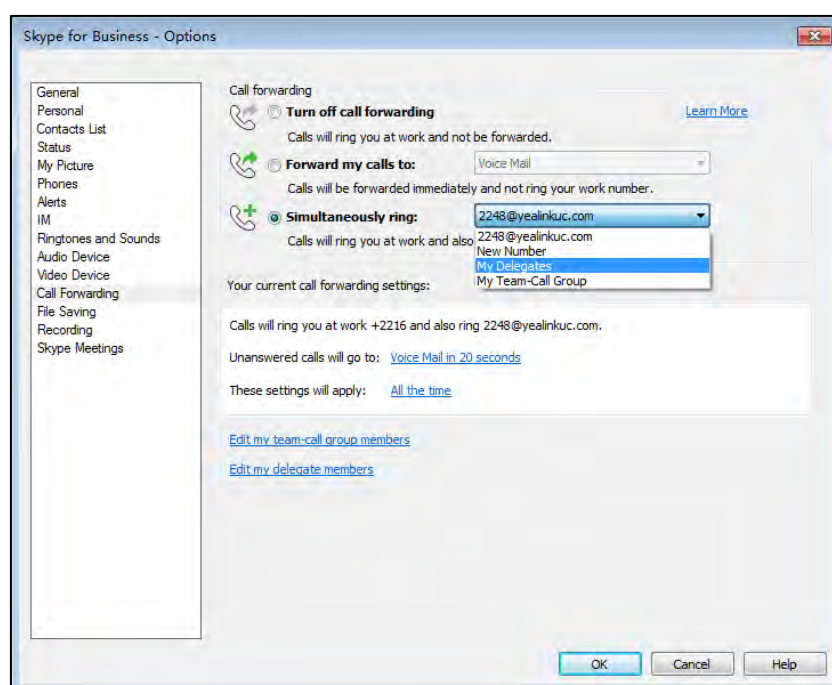 Skype for Business - Options
General
Personal
Contacts List
Status
My Picture
Phones
Alerts
IM
Ringtones and Sounds
Audio Device
Video Device
Call Forwarding
File Saving
Recording
Skype Meetings
Call forwarding
Turn off call forwarding
Learn More
Calls will ring you at work and not be forwarded.
Forward my calls to:
Voice Mail
Calls will be forwarded immediately and not ring your work number.
Simultaneously ring:
2248@yealinkuc.com
Calls will ring you at work and also
2248@yealinkuc.com
New Number
My Delegates
My Team-Call Group
Your current call forwarding settings:
Calls will ring you at work +2216 and also ring 2248@yealinkuc.com.
Unanswered calls will go to: Voice Mail in 20 seconds
These settings will apply: All the time
Edit my team-call group members
Edit my delegate members
OK
Cancel
Help